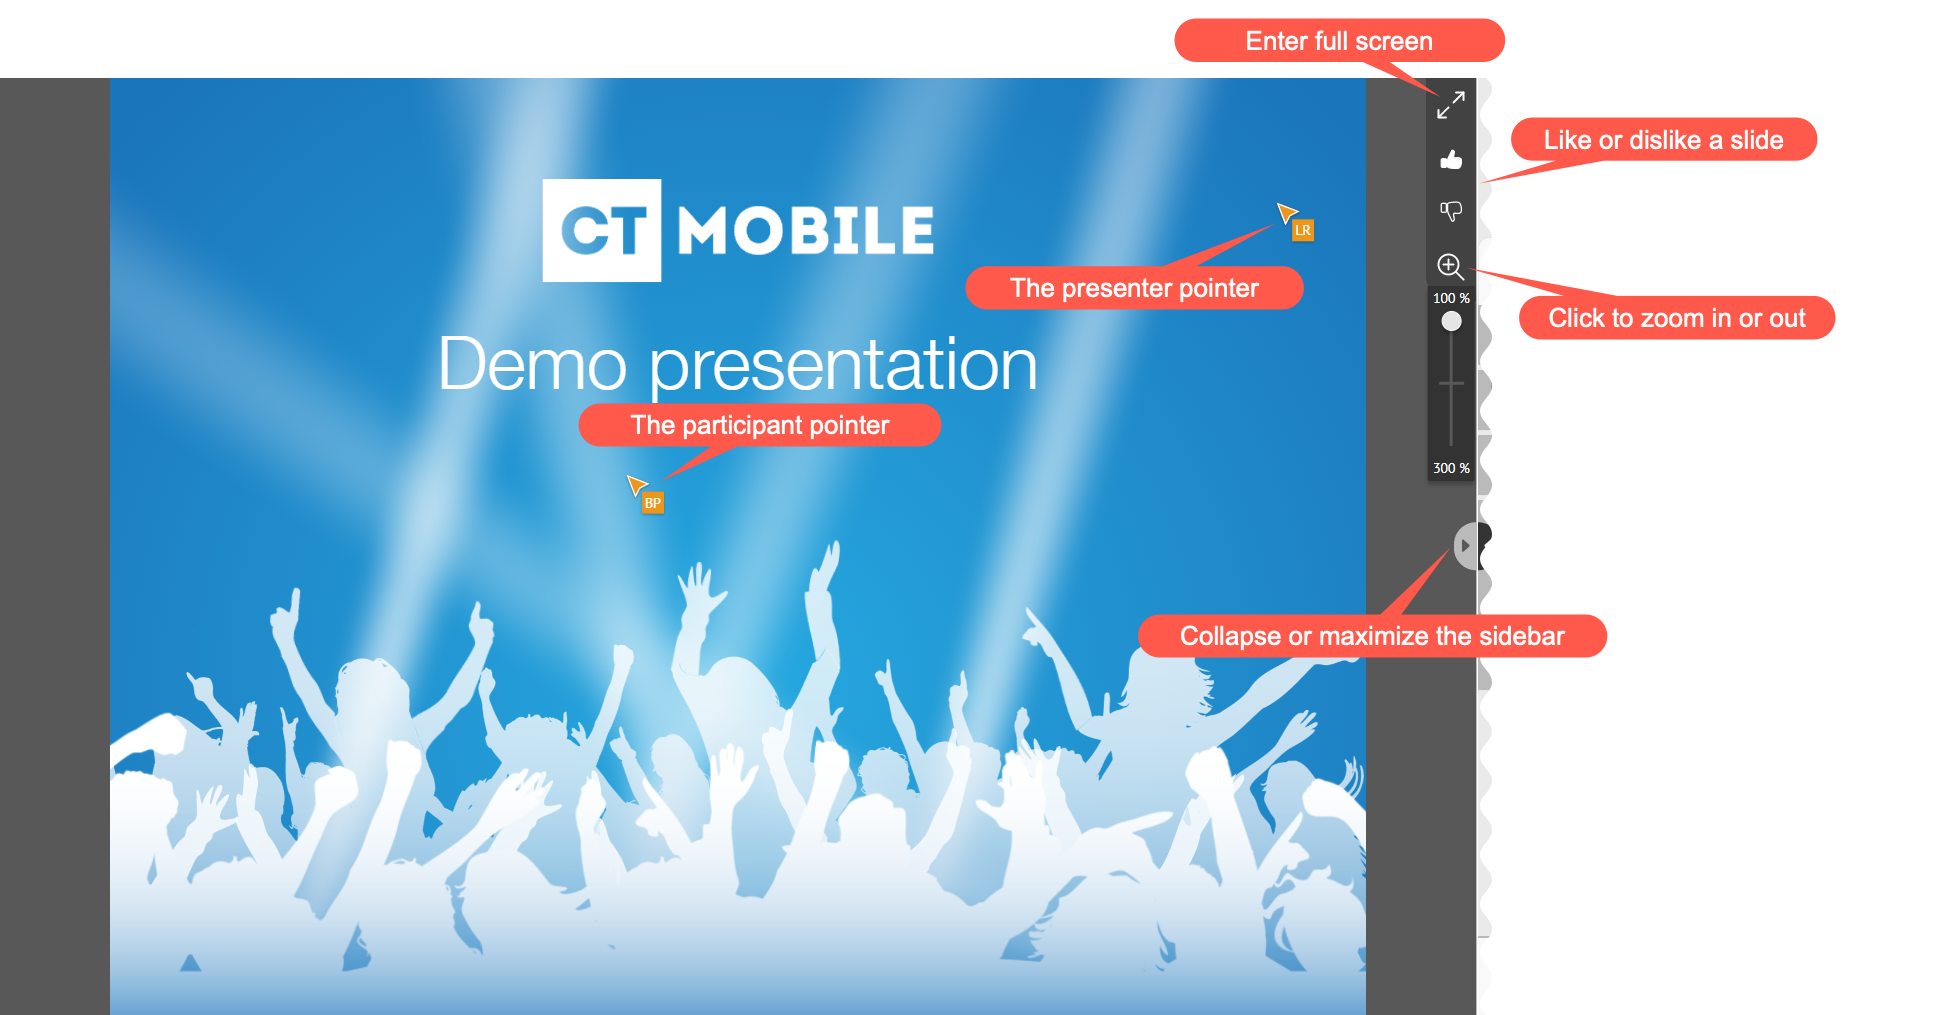 Enter full screen
Like or dislike a slide
CT MOBILE
LR
The presenter pointer
100 %
Click to zoom in or out
Demo presentation
The participant pointer
300 %
BP
Collapse or maximize the sidebar